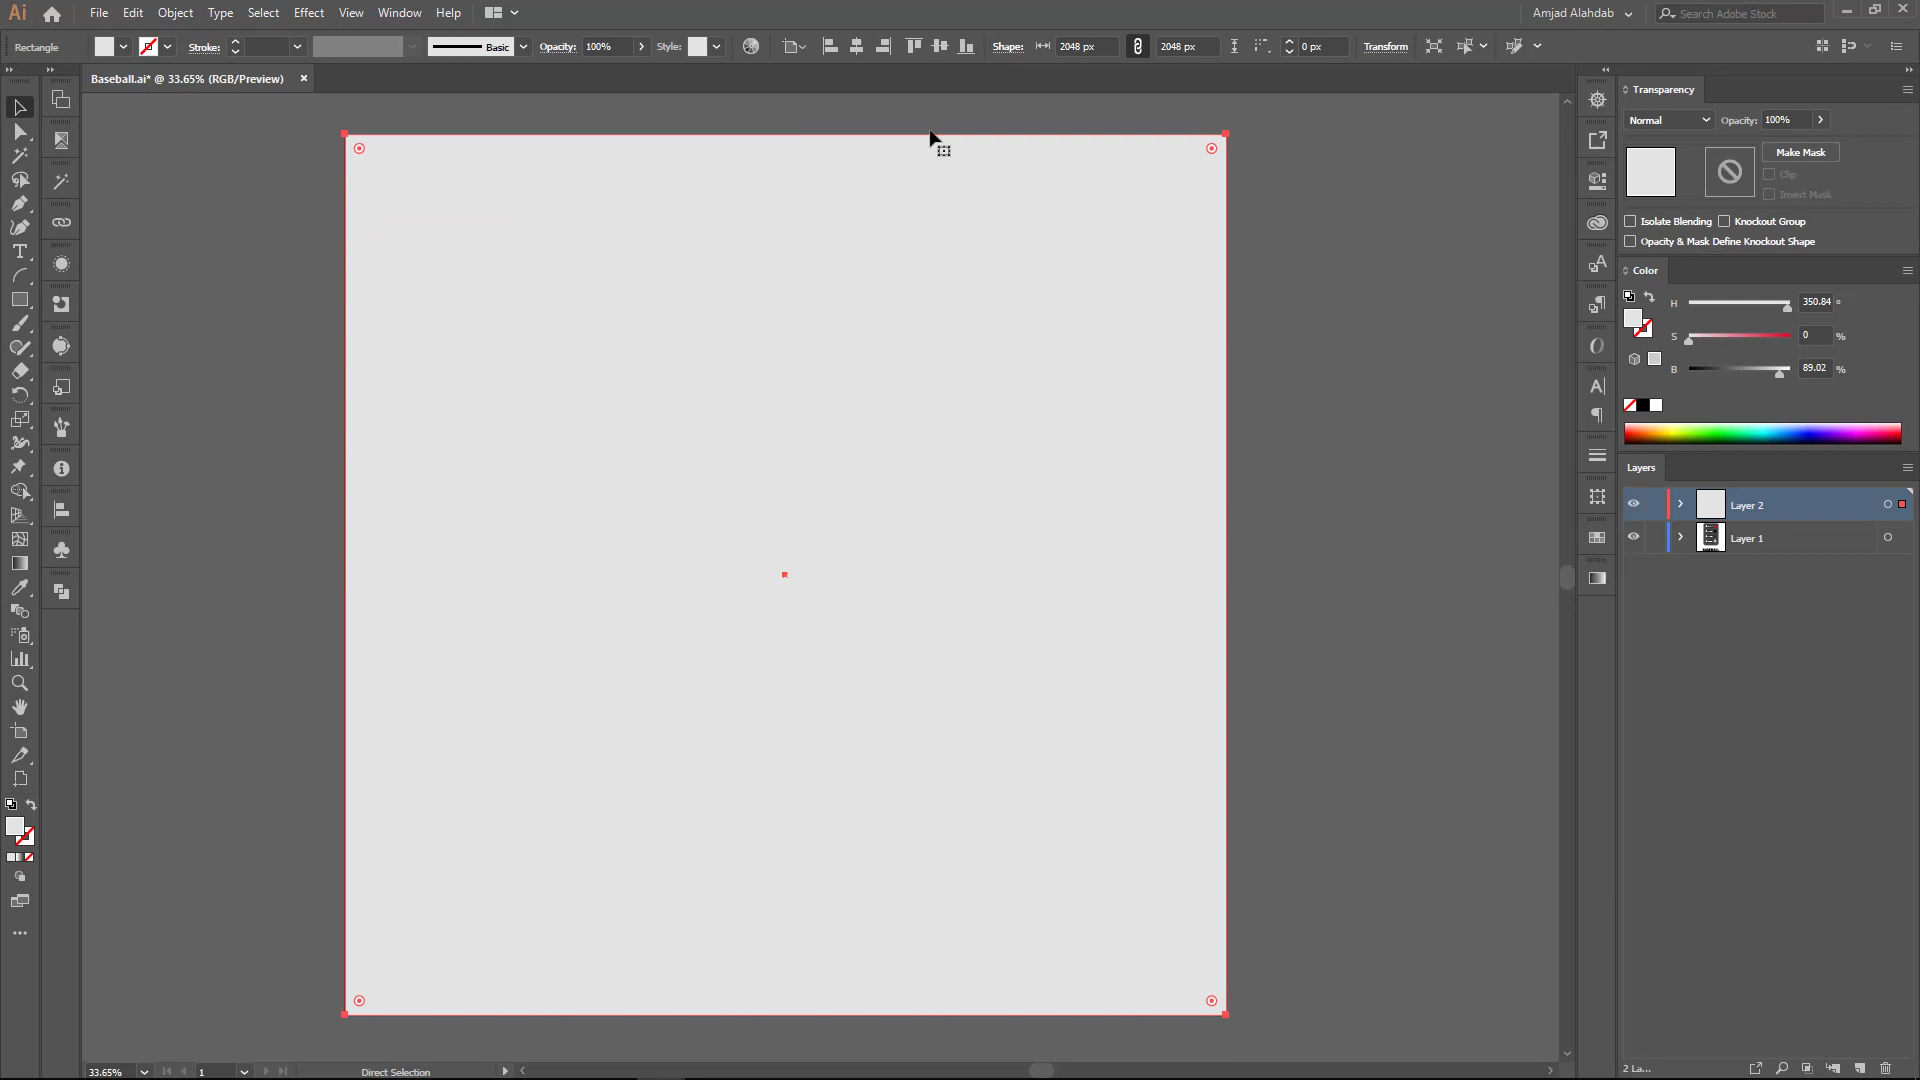 Ai File Edit Object Type Select Effect View Window Help Amjad Alahdab Search Adobe Stock
Rectangle Stroke: Basic Opacity: 100% Style: Shape: 2048 px 2048 px 0 px Transform
Baseball.ai* @ 33.65% (RGB/Preview) ×
Transparency
Normal Opacity: 100%
Make Mask
Clip
Invert Mask
Isolate Blending Knockout Group
Opacity & Mask Define Knockout Shape
Color
H 350.84 °
S 0 %
B 89.02 %
Layers
Layer 2
Layer 1
33.65% 1 Direct Selection 2 La...